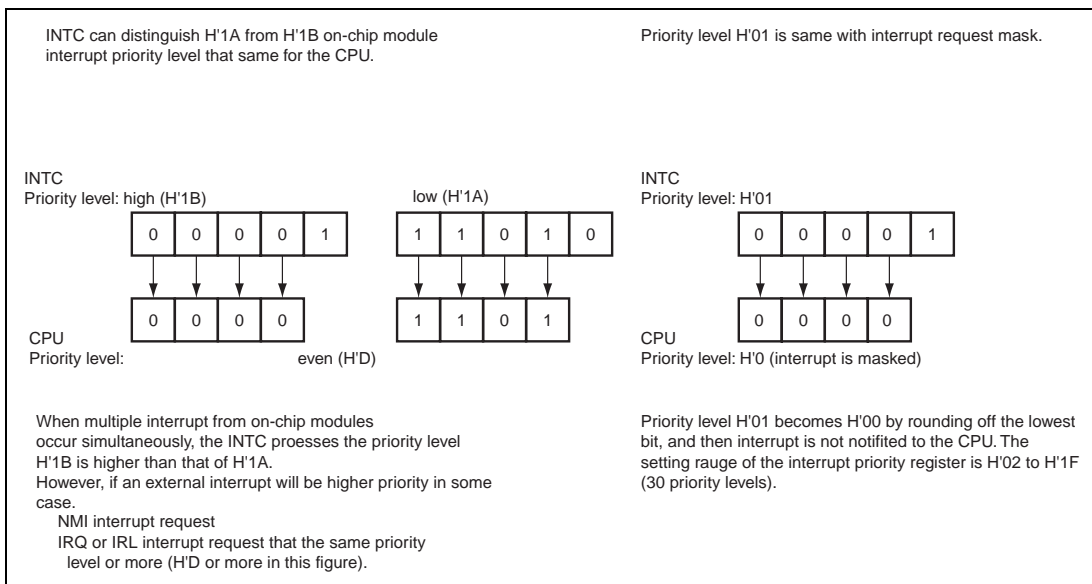 INTC can distinguish H'1A from H'1B on-chip module
interrupt priority level that same for the CPU.
Priority level H'01 is same with interrupt request mask.
INTC
Priority level: high (H'1B)
low (H'1A)
0 0 0 0 1
1 1 0 1 0
0 0 0 0
1 1 0 1
CPU
Priority level:
even (H'D)
INTC
Priority level: H'01
0 0 0 0 1
0 0 0 0
CPU
Priority level: H'0 (interrupt is masked)
When multiple interrupt from on-chip modules
occur simultaneously, the INTC proesses the priority level
H'1B is higher than that of H'1A.
However, if an external interrupt will be higher priority in some
case.
NMI interrupt request
IRQ or IRL interrupt request that the same priority
level or more (H'D or more in this figure).
Priority level H'01 becomes H'00 by rounding off the lowest
bit, and then interrupt is not notifited to the CPU. The
setting rauge of the interrupt priority register is H'02 to H'1F
(30 priority levels).